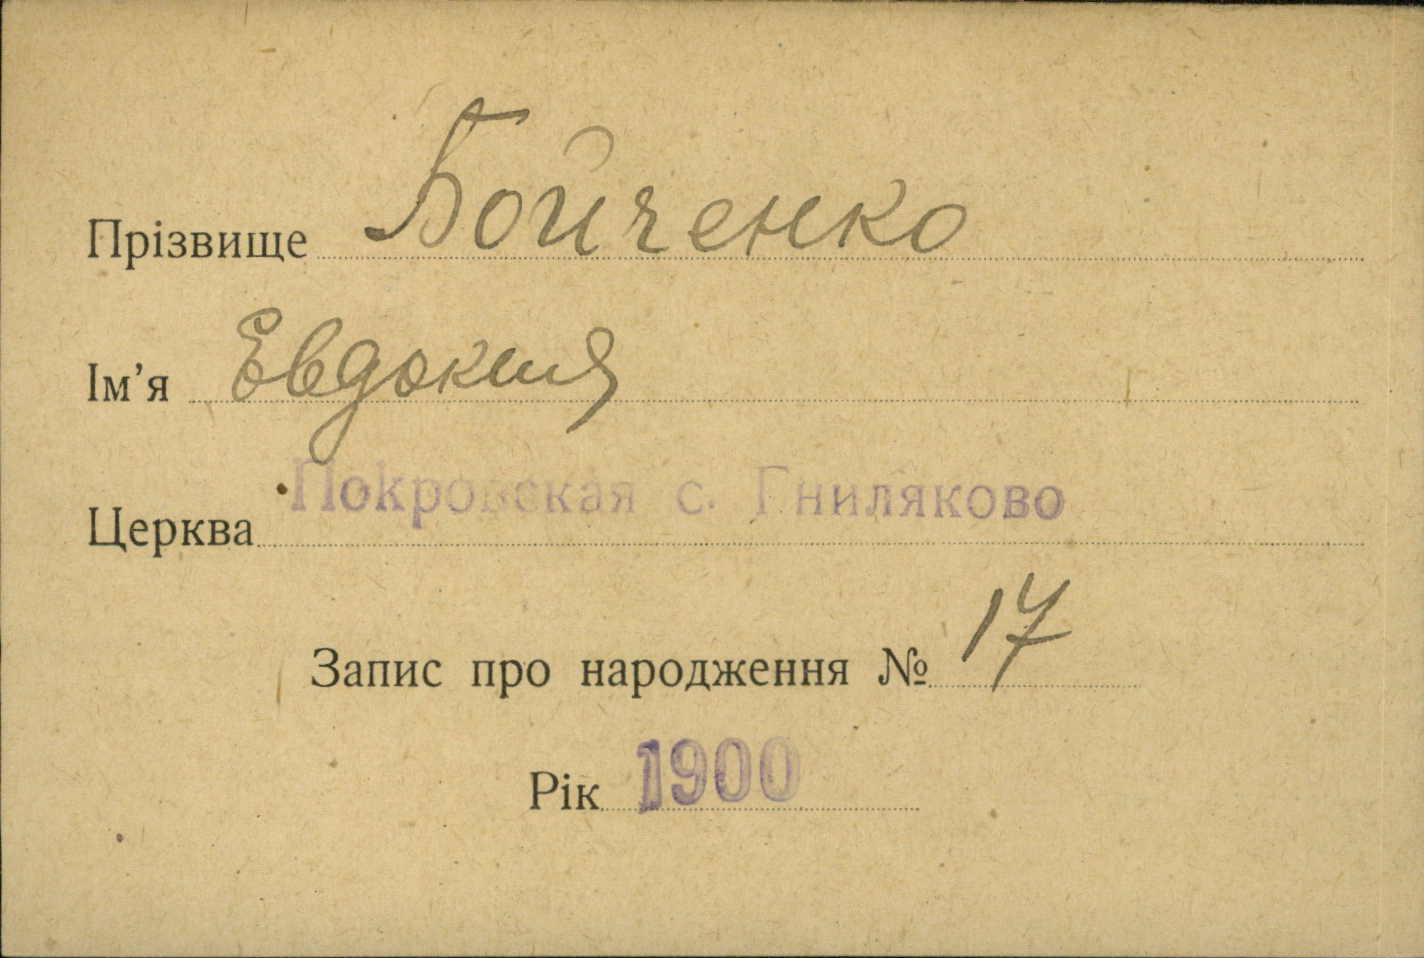 Прізвище Бойченко
Ім’я Евдокия
Церква Покровская с. Гниляково
Запис про народження № 17
Рік 1900